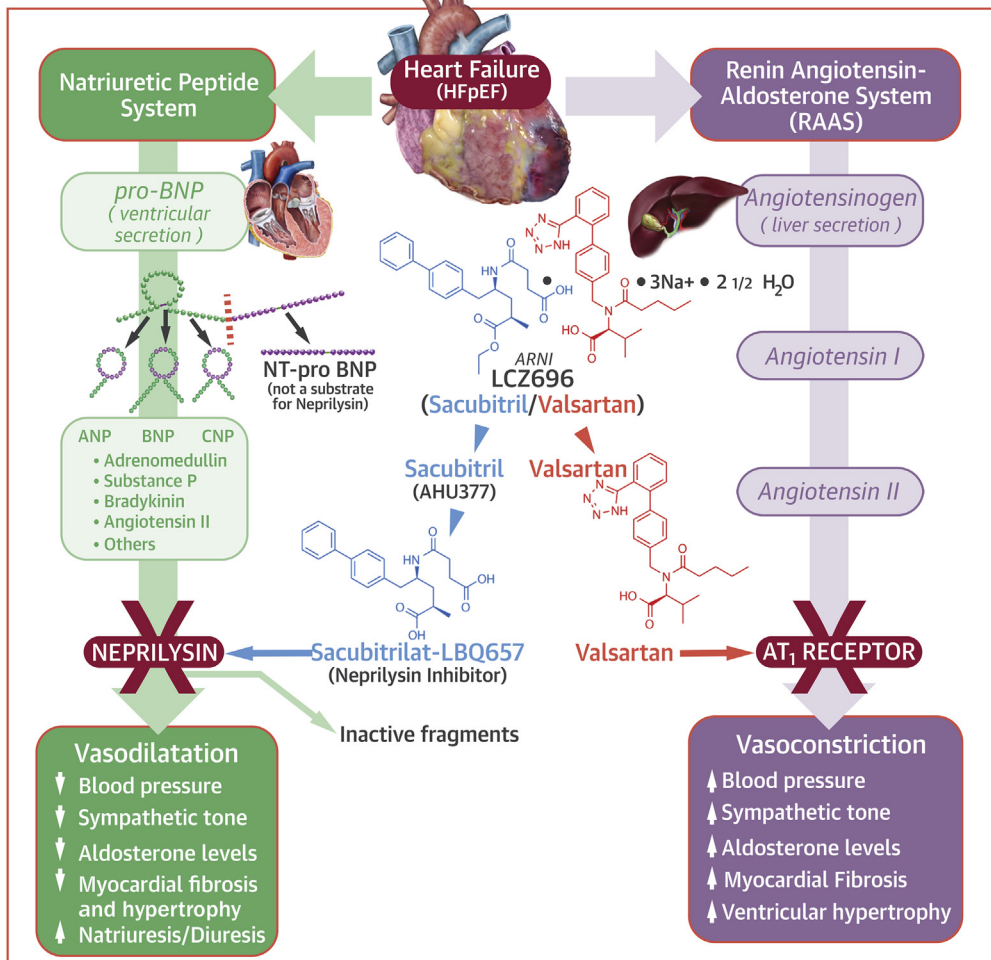 Heart Failure
(HFpEF)
Natriuretic Peptide
System
pro-BNP
( ventricular
secretion )
NT-pro BNP
(not a substrate
for Neprilysin)
ANP BNP CNP
• Adrenomedullin
• Substance P
• Bradykinin
• Angiotensin II
• Others
NEPRILYSIN
Inactive fragments
Vasodilatation
Blood pressure
Sympathetic tone
Aldosterone levels
Myocardial fibrosis
and hypertrophy
Natriuresis/Diuresis
N
N
N
NH
N
O
HN
OH
O
O
O
O
N
O
HO
O
• 3Na+ • 2 1/2 H2O
ARNI
LCZ696
(Sacubitril/Valsartan)
Sacubitril
(AHU377)
O
HN
OH
O
O
OH
Sacubitrilat-LBQ657
(Neprilysin Inhibitor)
Valsartan
N
N
N
NH
O
N
HO
O
Valsartan
Renin Angiotensin-
Aldosterone System
(RAAS)
Angiotensinogen
( liver secretion )
Angiotensin I
Angiotensin II
AT1 RECEPTOR
Vasoconstriction
Blood pressure
Sympathetic tone
Aldosterone levels
Myocardial Fibrosis
Ventricular hypertrophy